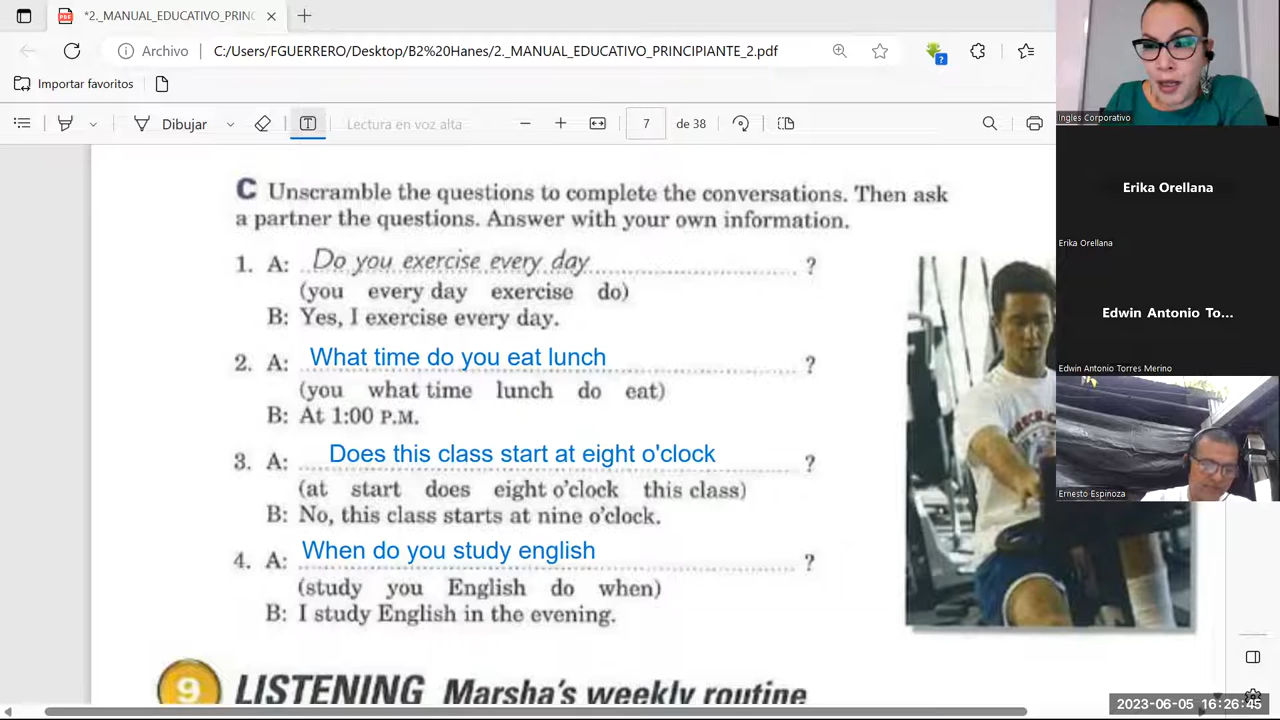 *2._MANUAL_EDUCATIVO_PRINC
Archivo
C:/Users/FGUERRERO/Desktop/B2%20Hanes/2._MANUAL_EDUCATIVO_PRINCIPIANTE_2.pdf
Importar favoritos
Dibujar
Lectura en voz alta
7
de 38
C Unscramble the questions to complete the conversations. Then ask
a partner the questions. Answer with your own information.
1. A: Do you exercise every day ?
(you every day exercise do)
B: Yes, I exercise every day.
2. A: What time do you eat lunch ?
(you what time lunch do eat)
B: At 1:00 P.M.
3. A: Does this class start at eight o'clock ?
(at start does eight o'clock this class)
B: No, this class starts at nine o'clock.
4. A: When do you study english ?
(study you English do when)
B: I study English in the evening.
9 LISTENING Marsha's weekly routine
Ingles Corporativo
Erika Orellana
Erika Orellana
Edwin Antonio To...
Edwin Antonio Torres Merino
Ernesto Espinoza
2023-06-05 16:26:45